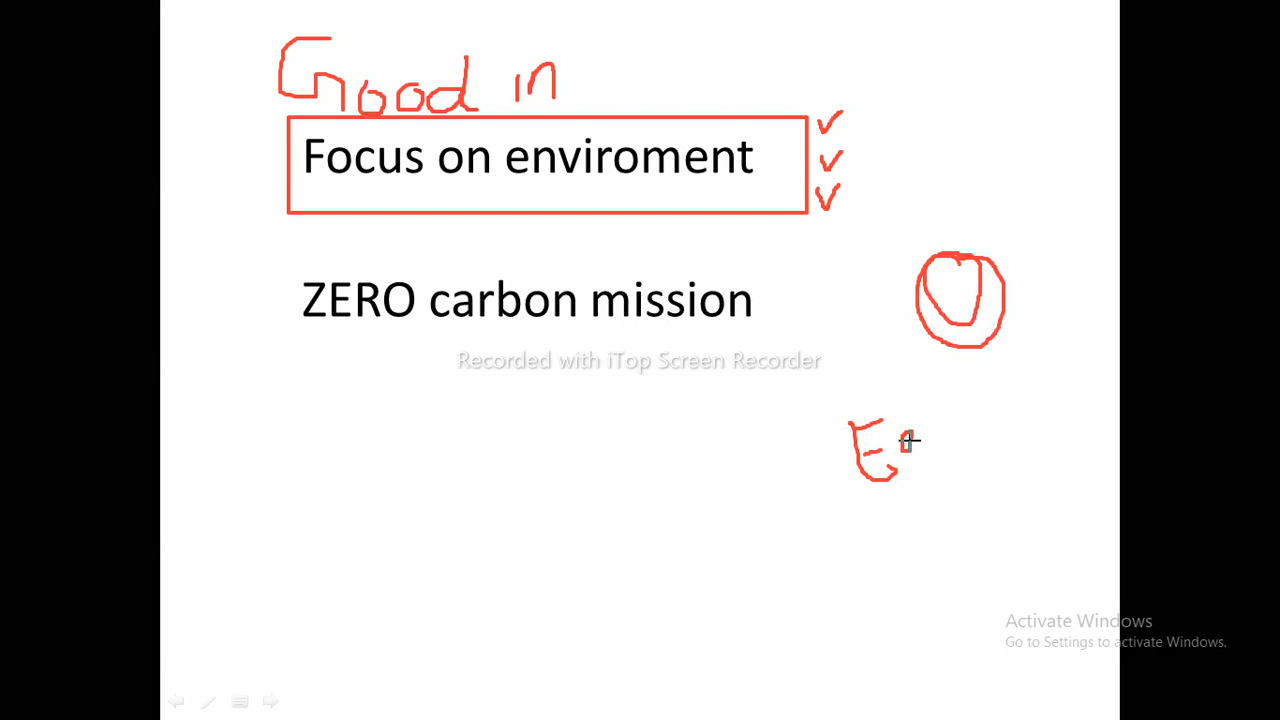 Good in
Focus on enviroment
ZERO carbon mission
Recorded with iTop Screen Recorder
Activate Windows
Go to Settings to activate Windows.